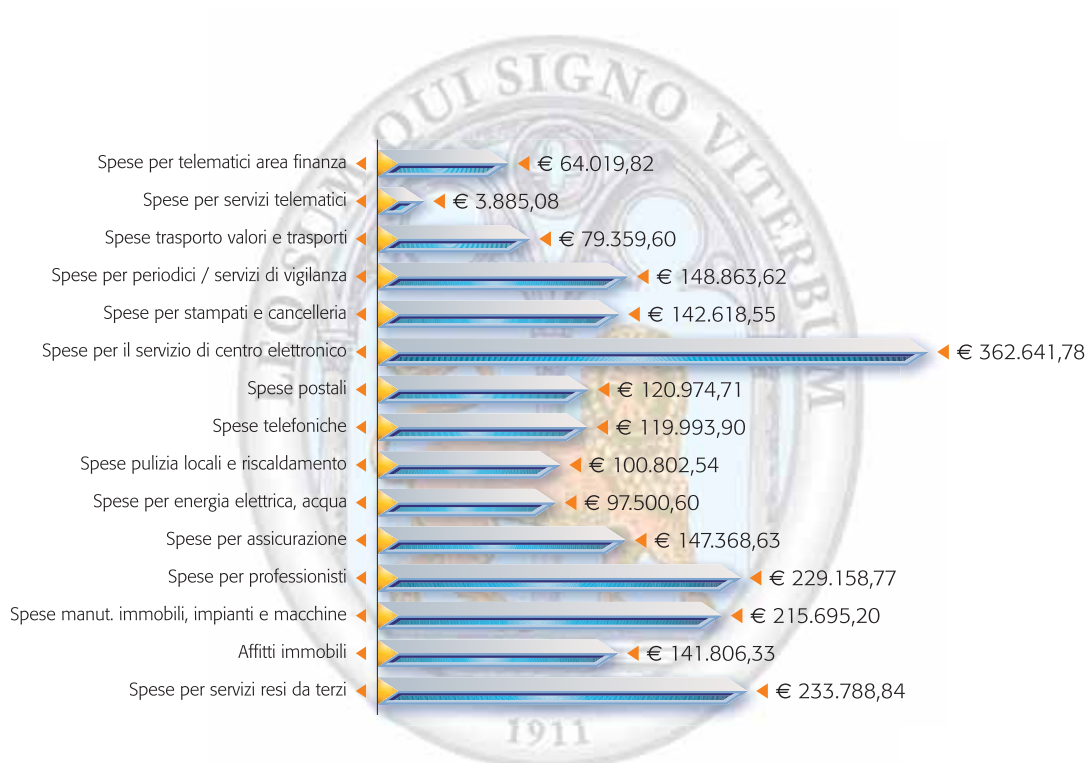 LEO SUM QUI SIGNO VITERBUM
Spese per telematici area finanza € 64.019,82
Spese per servizi telematici € 3.885,08
Spese trasporto valori e trasporti € 79.359,60
Spese per periodici / servizi di vigilanza € 148.863,62
Spese per stampati e cancelleria € 142.618,55
Spese per il servizio di centro elettronico € 362.641,78
Spese postali € 120.974,71
Spese telefoniche € 119.993,90
Spese pulizia locali e riscaldamento € 100.802,54
Spese per energia elettrica, acqua € 97.500,60
Spese per assicurazione € 147.368,63
Spese per professionisti € 229.158,77
Spese manut. immobili, impianti e macchine € 215.695,20
Affitti immobili € 141.806,33
Spese per servizi resi da terzi € 233.788,84
1911